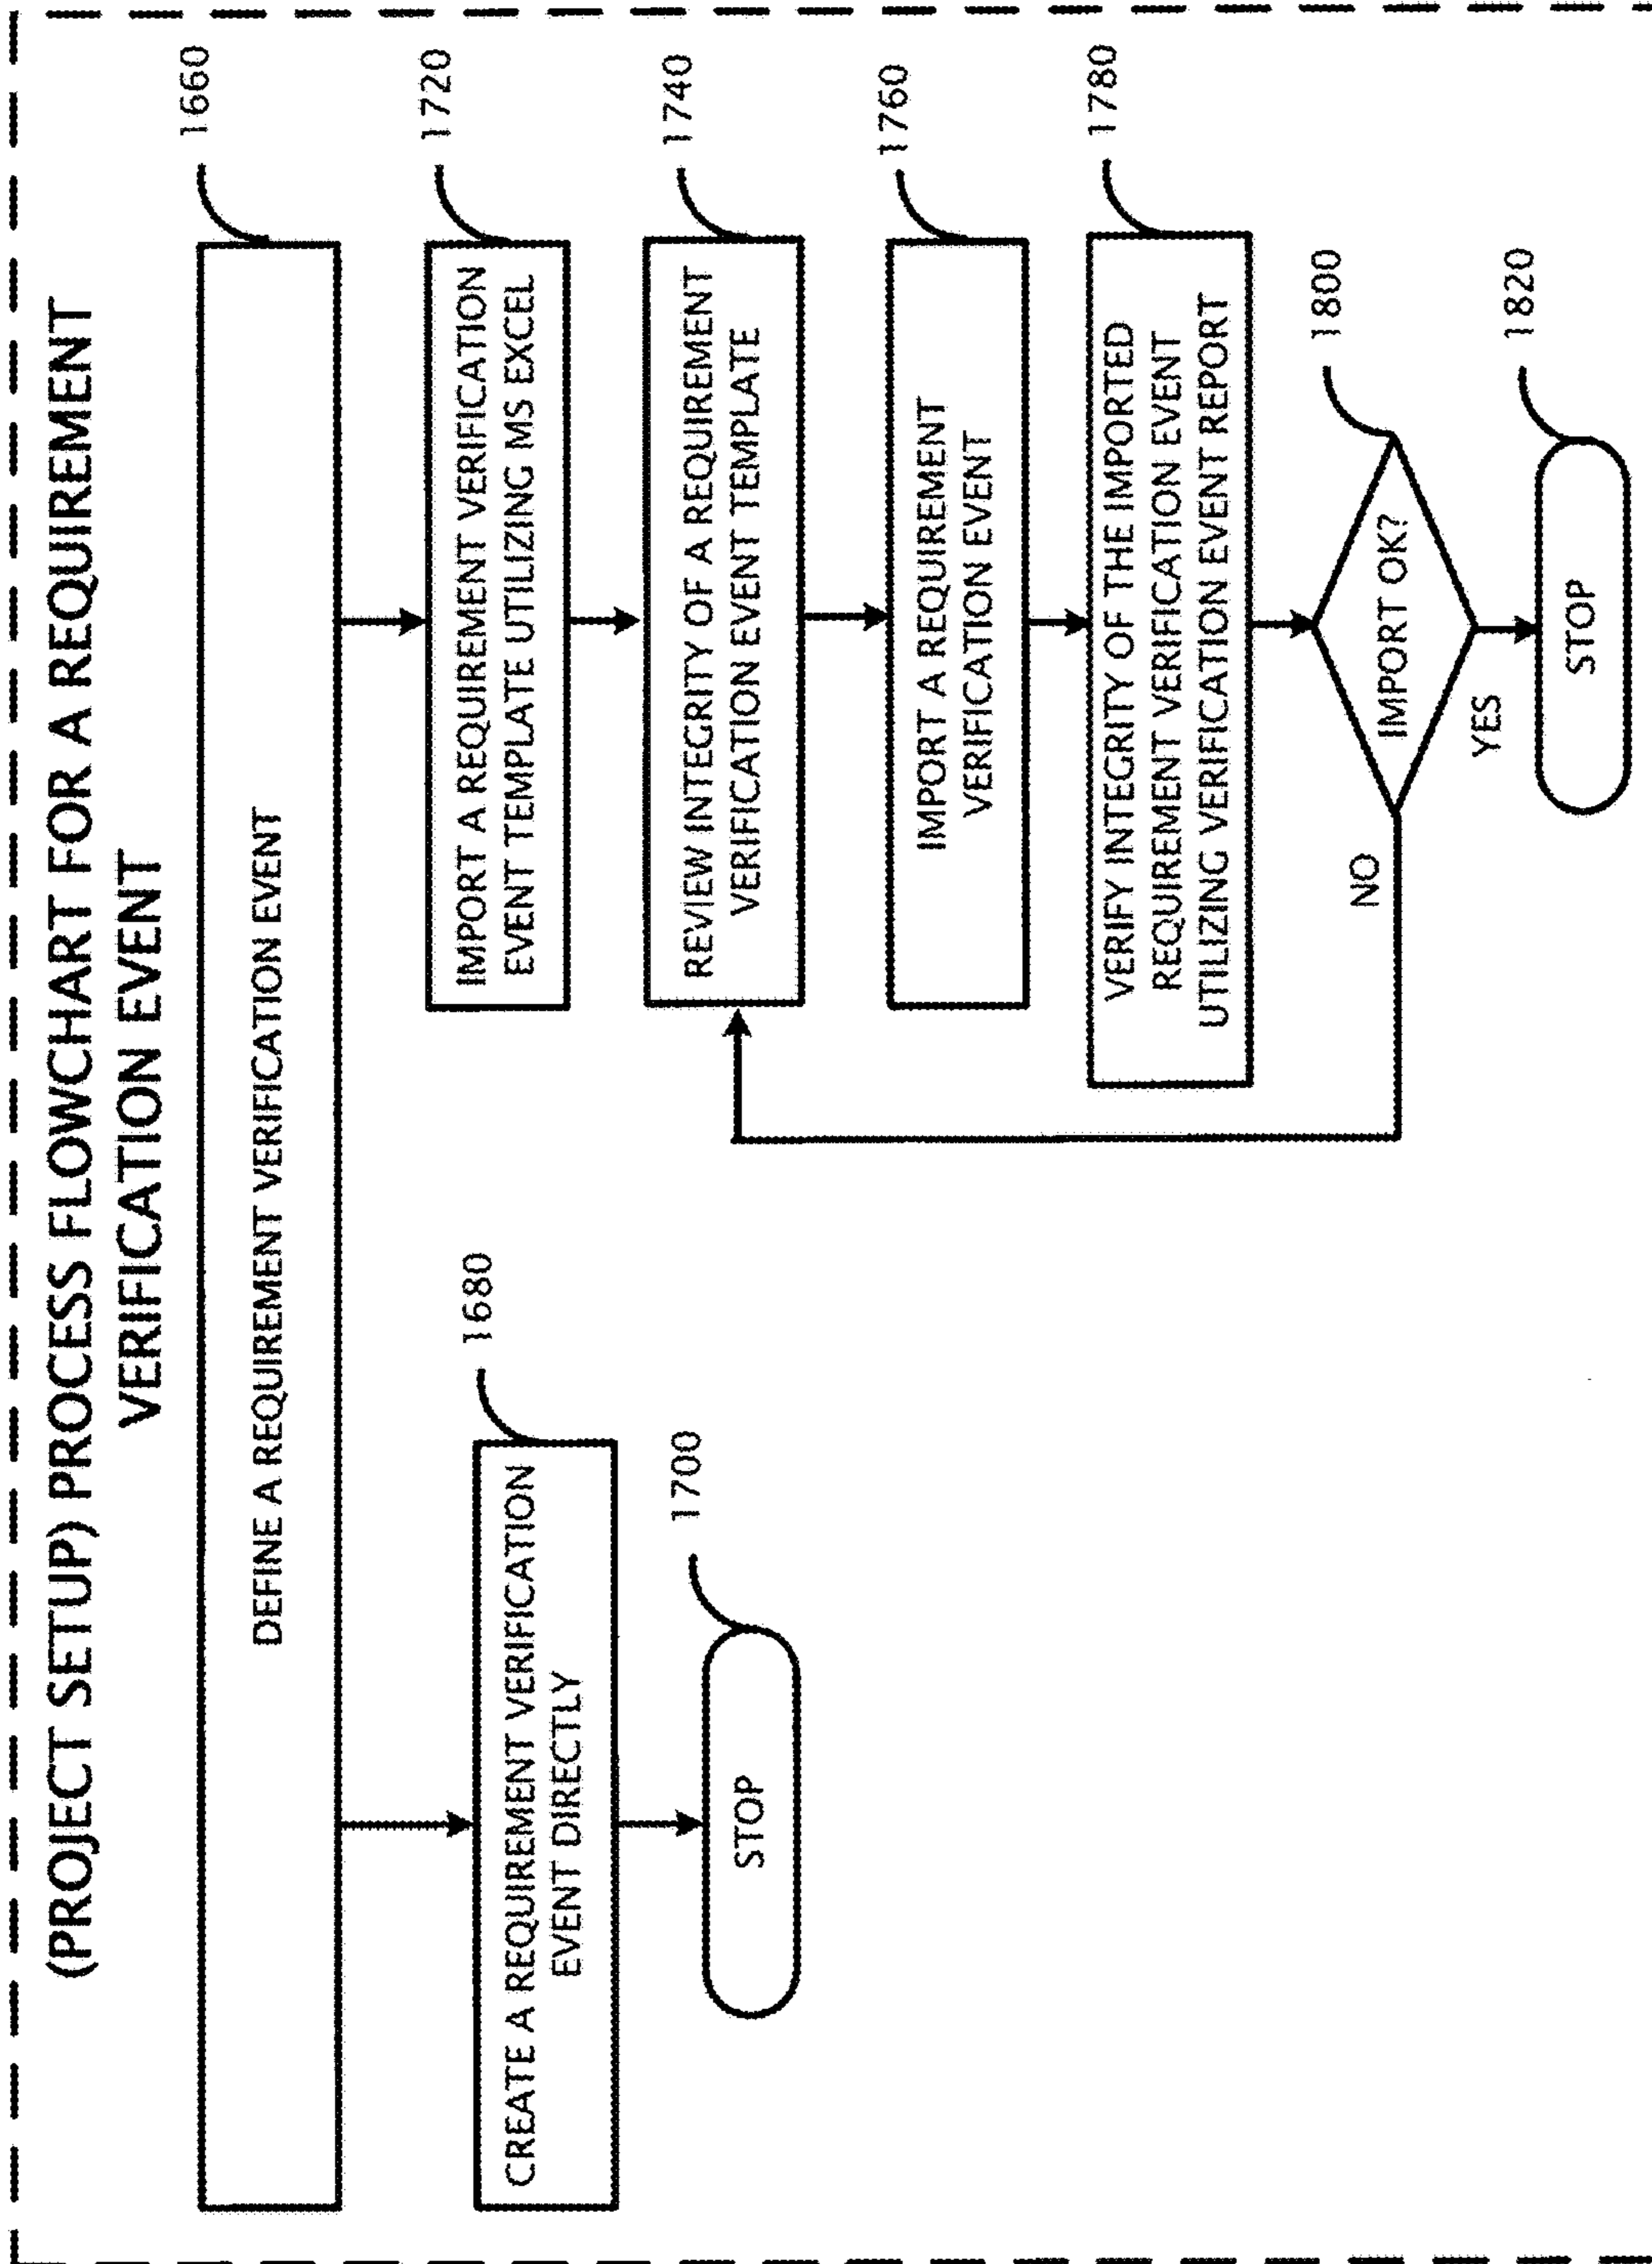 (PROJECT SETUP) PROCESS FLOWCHART FOR A REQUIREMENT
VERIFICATION EVENT
1660
DEFINE A REQUIREMENT VERIFICATION EVENT
1680
CREATE A REQUIREMENT VERIFICATION
EVENT DIRECTLY
1700
STOP
1720
IMPORT A REQUIREMENT VERIFICATION
EVENT TEMPLATE UTILIZING MS EXCEL
1740
REVIEW INTEGRITY OF A REQUIREMENT
VERIFICATION EVENT TEMPLATE
1760
IMPORT A REQUIREMENT
VERIFICATION EVENT
1780
VERIFY INTEGRITY OF THE IMPORTED
REQUIREMENT VERIFICATION EVENT
UTILIZING VERIFICATION EVENT REPORT
1800
IMPORT OK?
NO
YES
1820
STOP